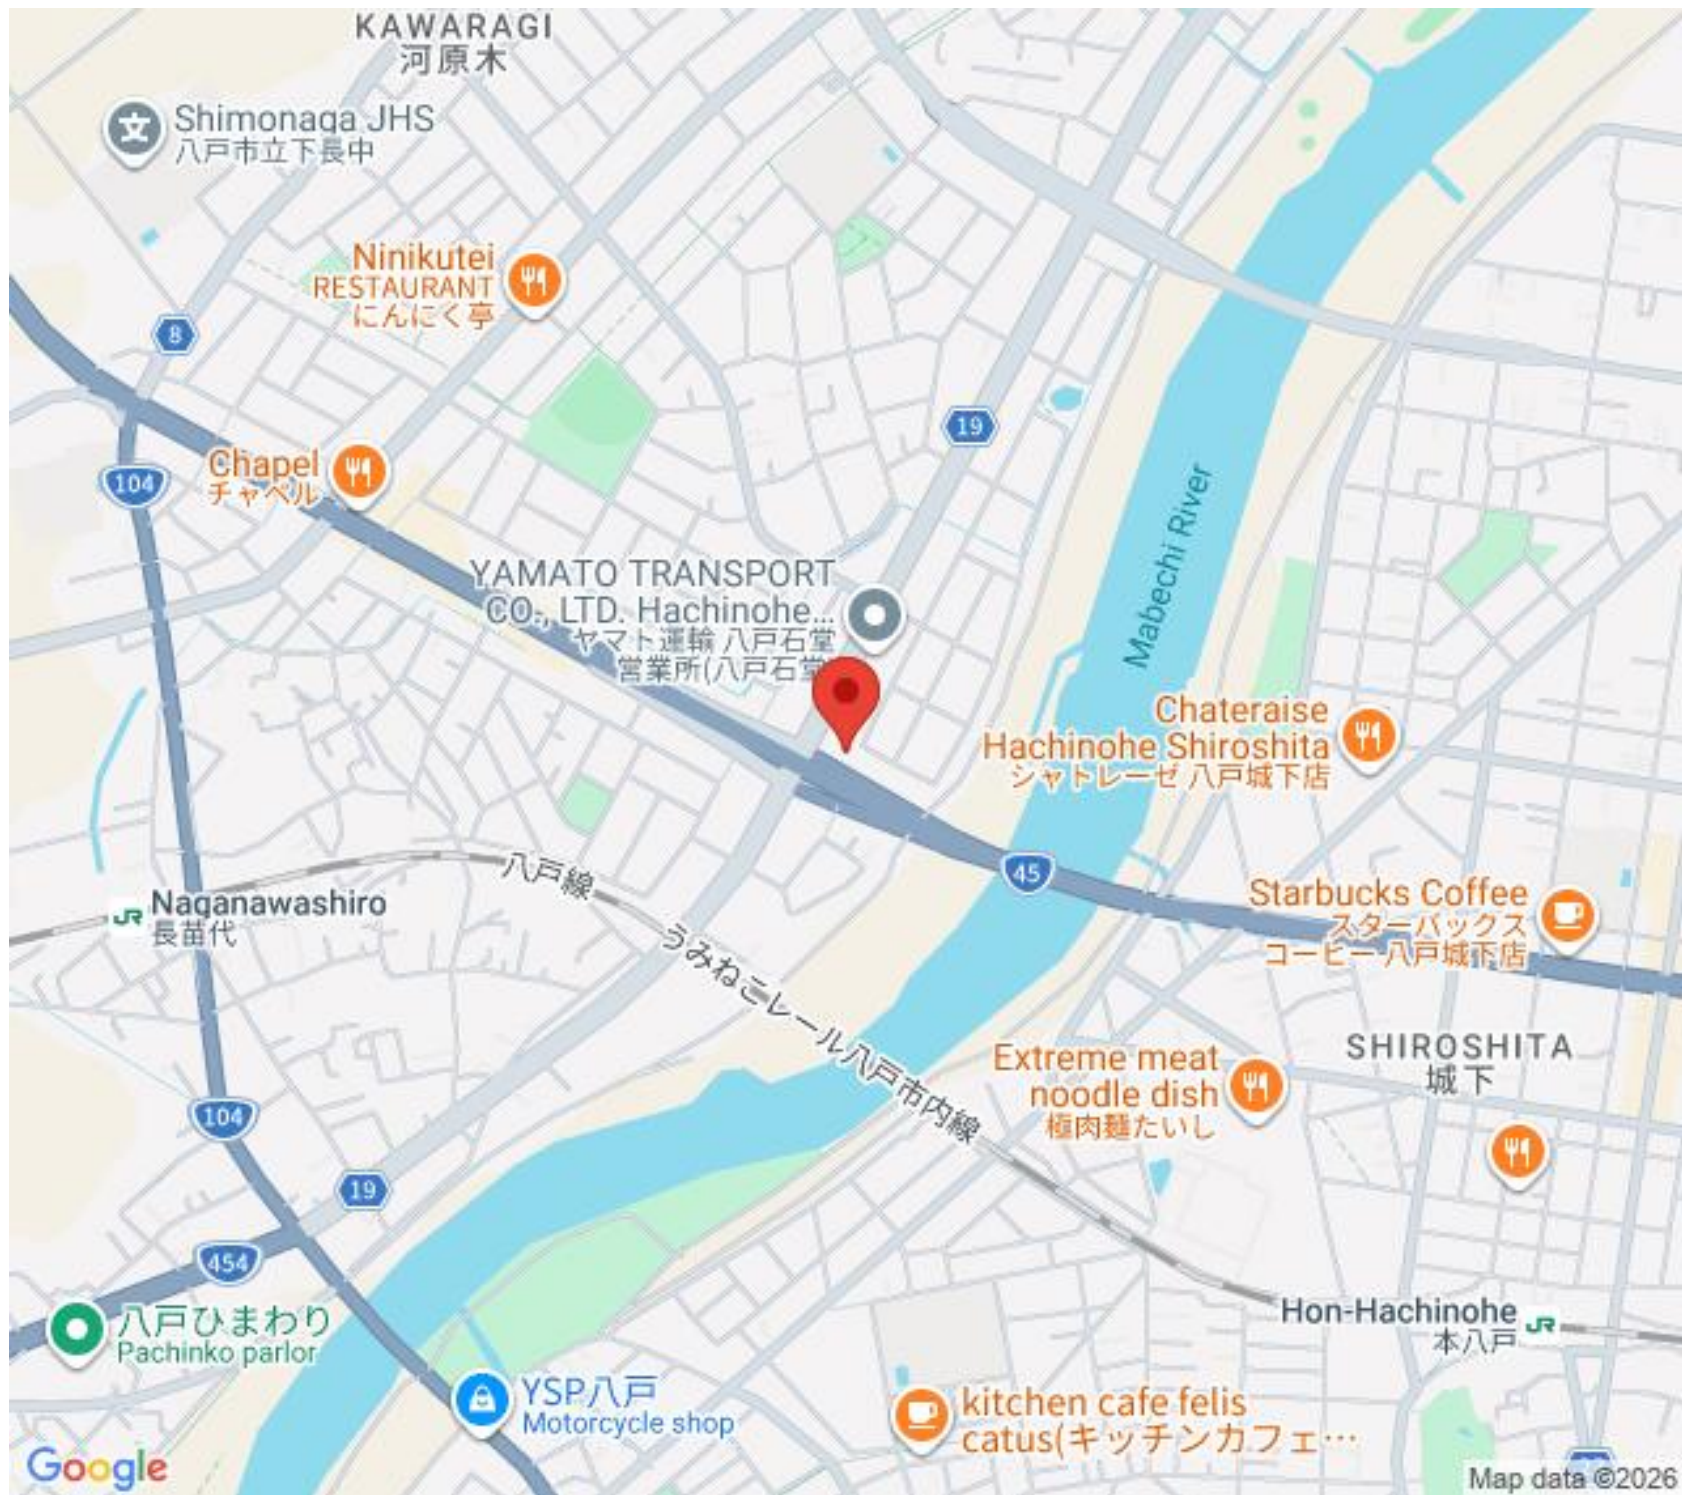 KAWARAGI
河原木
Shimonaga JHS
八戸市立下長中
Ninikutei
RESTAURANT
にんにく亭
8
19
Chapel
チャペル
104
YAMATO TRANSPORT
CO., LTD. Hachinohe...
ヤマト運輸 八戸石堂
営業所(八戸石堂
Mabechi River
Chateraise
Hachinohe Shiroshita
シャトレーゼ 八戸城下店
45
八戸線
Naganawashiro
長苗代
JR
Starbucks Coffee
スターバックス
コーヒー 八戸城下店
うみねこレール八戸市内線
SHIROSHITA
城下
Extreme meat
noodle dish
極肉麺たいし
104
19
454
八戸ひまわり
Pachinko parlor
Hon-Hachinohe
本八戸
JR
YSP八戸
Motorcycle shop
kitchen cafe felis
catus(キッチンカフェ…
Google
Map data ©2026